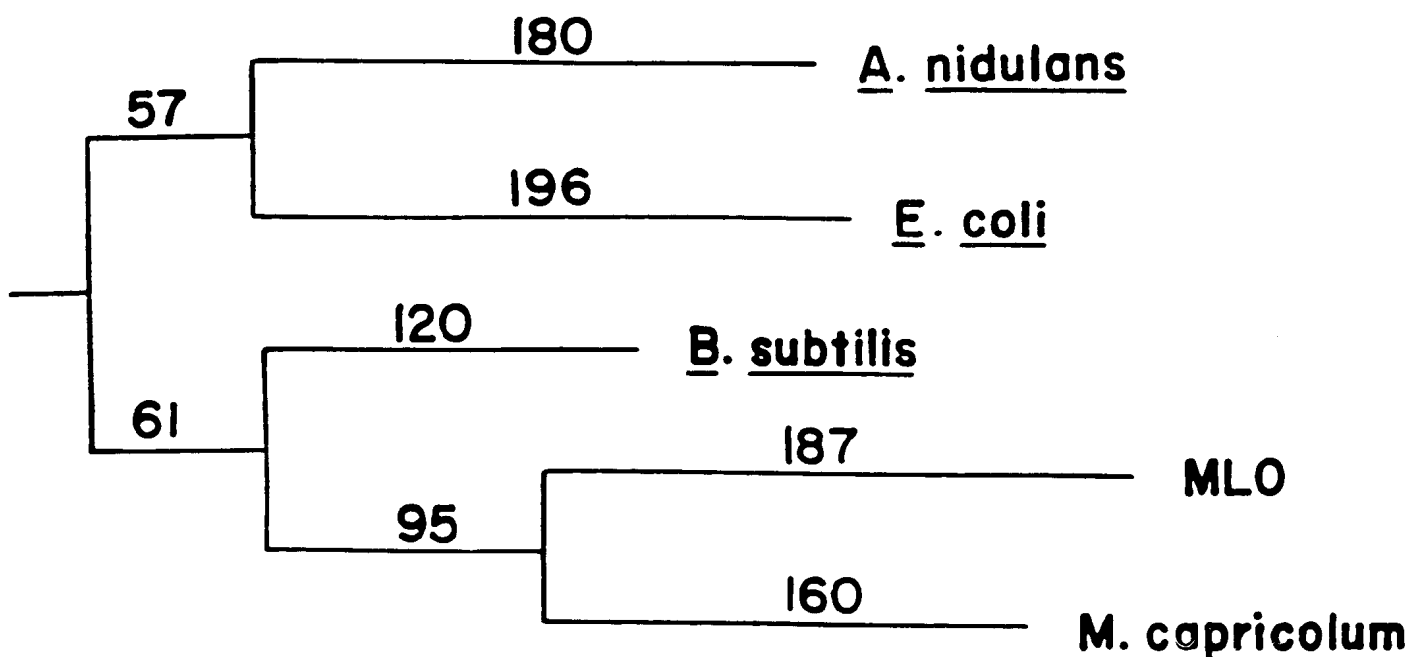 180
A. nidulans
57
196
E. coli
120
B. subtilis
61
187
MLO
95
160
M. capricolum